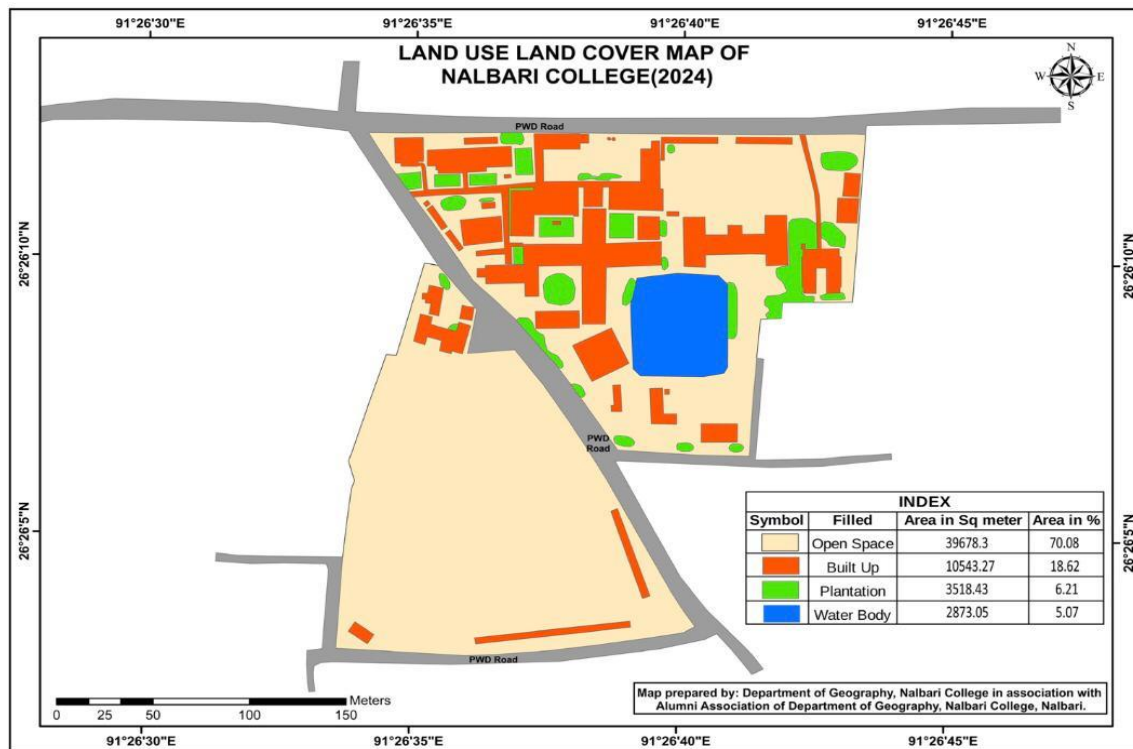 91°26'30"E 91°26'35"E 91°26'40"E 91°26'45"E
LAND USE LAND COVER MAP OF
NALBARI COLLEGE(2024)
N
W E
S
PWD Road
26°26'10"N 26°26'10"N
PWD
Road
INDEX
Symbol Filled Area in Sq meter Area in %
Open Space 39678.3 70.08
Built Up 10543.27 18.62
Plantation 3518.43 6.21
Water Body 2873.05 5.07
26°26'5"N 26°26'5"N
PWD Road
Meters
0 25 50 100 150
Map prepared by: Department of Geography, Nalbari College in association with
Alumni Association of Department of Geography, Nalbari College, Nalbari.
91°26'30"E 91°26'35"E 91°26'40"E 91°26'45"E